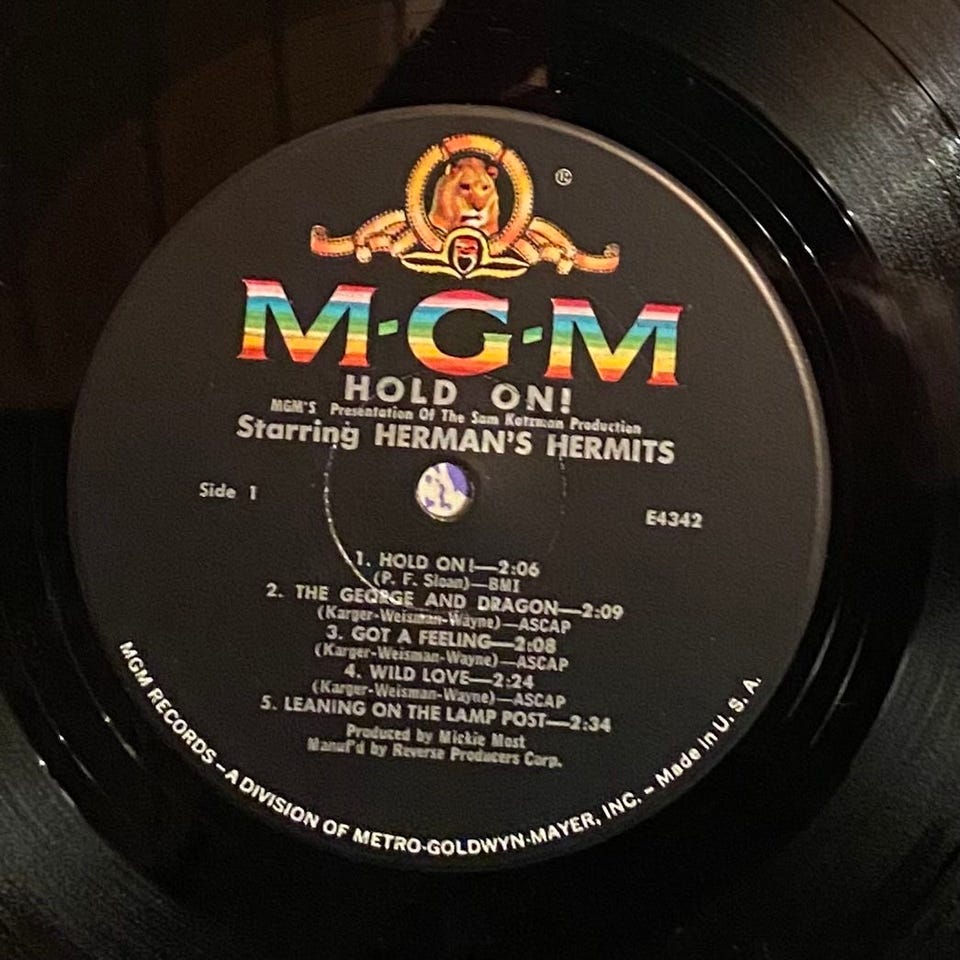 ®
M-G-M
HOLD ON!
MGM'S Presentation Of The Sam Katzman Production
Starring HERMAN'S HERMITS
Side 1
E4342
1. HOLD ON!—2:06
(P. F. Sloan)—BMI
2. THE GEORGE AND DRAGON—2:09
(Karger-Weisman-Wayne)—ASCAP
3. GOT A FEELING—2:08
(Karger-Weisman-Wayne)—ASCAP
4. WILD LOVE—2:24
(Karger-Weisman-Wayne)—ASCAP
5. LEANING ON THE LAMP POST—2:34
Produced by Mickie Most
Manuf'd by Reverse Producers Corp.
MGM RECORDS – A DIVISION OF METRO-GOLDWYN-MAYER, INC. – Made in U. S. A.